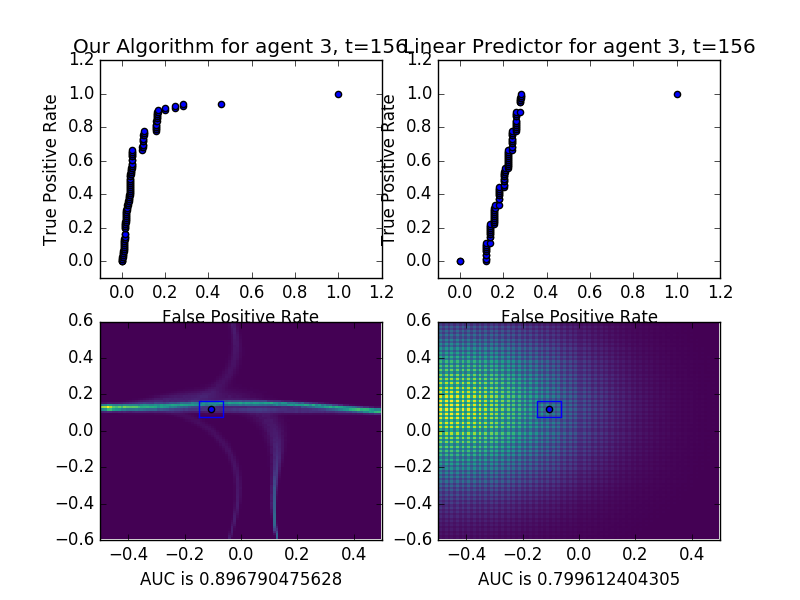 Our Algorithm for agent 3, t=156
Linear Predictor for agent 3, t=156
True Positive Rate
1.2
1.0
0.8
0.6
0.4
0.2
0.0
0.0 0.2 0.4 0.6 0.8 1.0 1.2
False Positive Rate
True Positive Rate
1.2
1.0
0.8
0.6
0.4
0.2
0.0
0.0 0.2 0.4 0.6 0.8 1.0 1.2
False Positive Rate
0.6
0.4
0.2
0.0
−0.2
−0.4
−0.6
−0.4 −0.2 0.0 0.2 0.4
AUC is 0.896790475628
0.6
0.4
0.2
0.0
−0.2
−0.4
−0.6
−0.4 −0.2 0.0 0.2 0.4
AUC is 0.799612404305